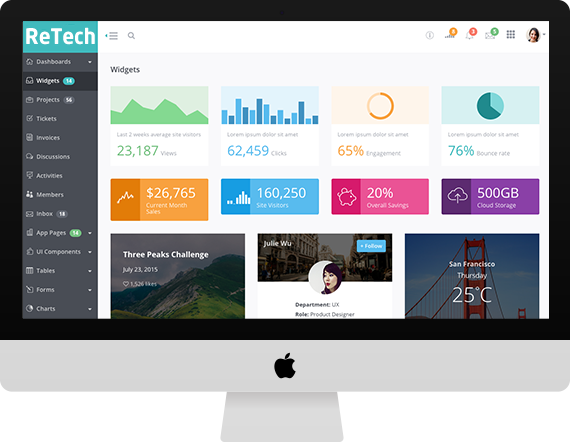 ReTech
Dashboards
Widgets 14
Projects 56
Tickets
Invoices
Discussions
Activities
Members
Inbox 18
App Pages 14
UI Components
Tables
Forms
Charts
Widgets
Last 2 weeks average site visitors
23,187 Views
Lorem ipsum dolor sit amet
62,459 Clicks
Lorem ipsum dolor sit amet
65% Engagement
Lorem ipsum dolor sit amet
76% Bounce rate
$26,765
Current Month
Sales
160,250
Site Visitors
20%
Overall Savings
500GB
Cloud Storage
Three Peaks Challenge
July 23, 2015
1,526 likes
Julie Wu
+ Follow
Department: UX
Role: Product Designer
San Francisco
Thursday
25°C